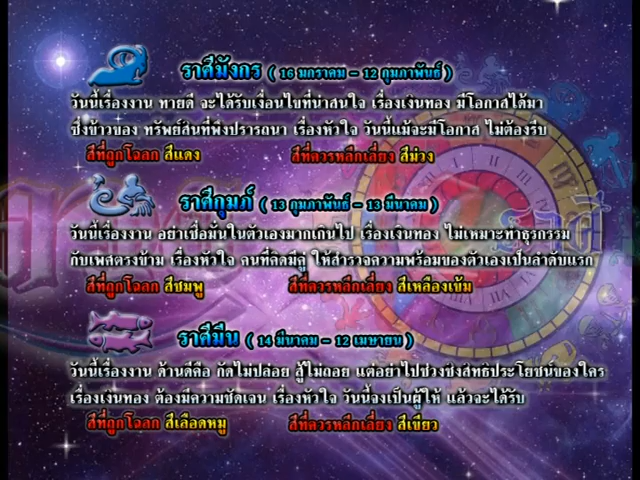 ราศีมังกร ( 16 มกราคม - 12 กุมภาพันธ์ )
วันนี้เรื่องงาน ทายดี จะได้รับเงื่อนไขที่น่าสนใจ เรื่องเงินทอง มีโอกาสได้มา
ซึ่งข้าวของ ทรัพย์สินที่พึงปรารถนา เรื่องหัวใจ วันนี้แม้จะมีโอกาส ไม่ต้องรีบ
สีที่ถูกโฉลก สีแดง สีที่ควรหลีกเลี่ยง สีม่วง
ราศีกุมภ์ ( 13 กุมภาพันธ์ - 13 มีนาคม )
วันนี้เรื่องงาน อย่าเชื่อมั่นในตัวเองมากเกินไป เรื่องเงินทอง ไม่เหมาะทำธุรกรรม
กับเพศตรงข้าม เรื่องหัวใจ คนที่คิดมีคู่ ให้สำรวจความพร้อมของตัวเองเป็นลำดับแรก
สีที่ถูกโฉลก สีชมพู สีที่ควรหลีกเลี่ยง สีเหลืองเข้ม
ราศีมีน ( 14 มีนาคม - 12 เมษายน )
วันนี้เรื่องงาน ด้านดีคือ กัดไม่ปล่อย สู้ไม่ถอย แต่อย่าไปช่วงชิงสิทธิประโยชน์ของใคร
เรื่องเงินทอง ต้องมีความชัดเจน เรื่องหัวใจ วันนี้จงเป็นผู้ให้ แล้วจะได้รับ
สีที่ถูกโฉลก สีเลือดหมู สีที่ควรหลีกเลี่ยง สีเขียว